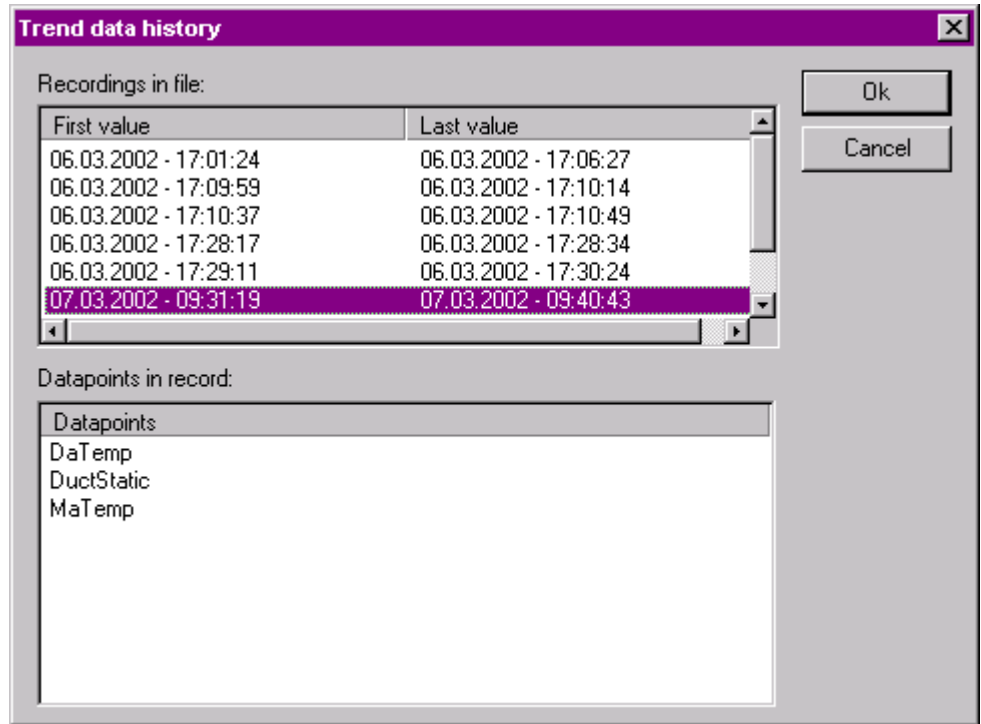 Trend data history
Recordings in file:
Ok
First value Last value
Cancel
06.03.2002 - 17:01:24 06.03.2002 - 17:06:27
06.03.2002 - 17:09:59 06.03.2002 - 17:10:14
06.03.2002 - 17:10:37 06.03.2002 - 17:10:49
06.03.2002 - 17:28:17 06.03.2002 - 17:28:34
06.03.2002 - 17:29:11 06.03.2002 - 17:30:24
07.03.2002 - 09:31:19 07.03.2002 - 09:40:43
Datapoints in record:
Datapoints
DaTemp
DuctStatic
MaTemp